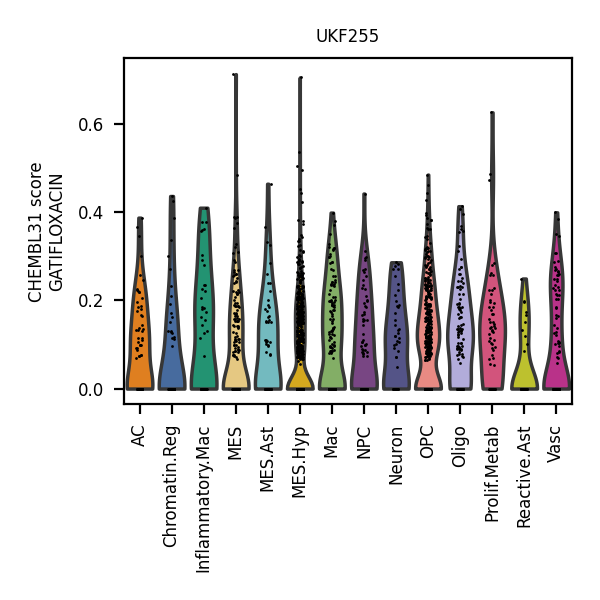 UKF255
CHEMBL31 score
GATIFLOXACIN
0.6
0.4
0.2
0.0
AC
Chromatin.Reg
Inflammatory.Mac
MES
MES.Ast
MES.Hyp
Mac
NPC
Neuron
OPC
Oligo
Prolif.Metab
Reactive.Ast
Vasc